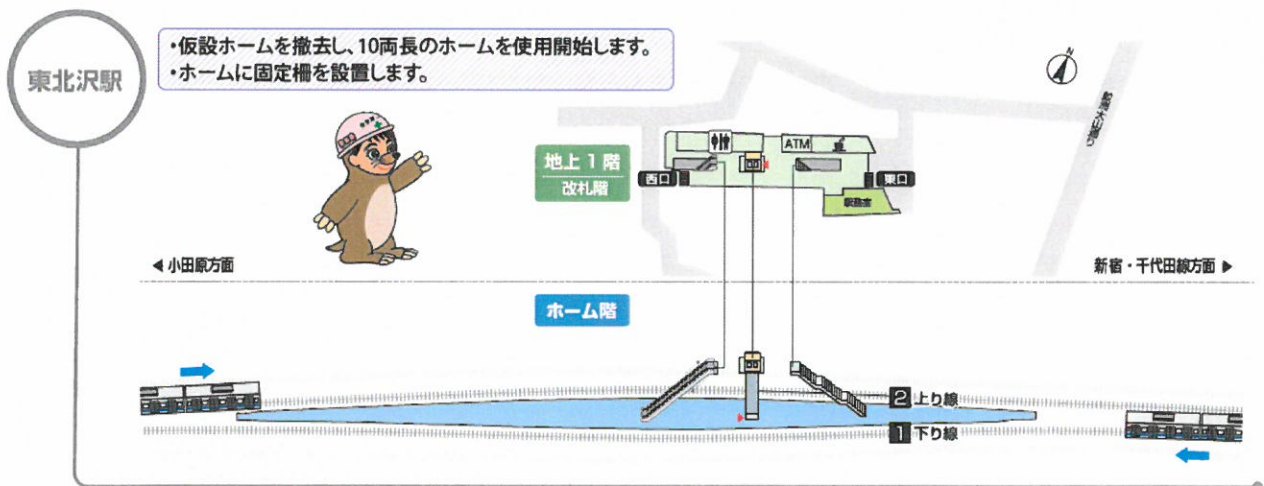 東北沢駅
・仮設ホームを撤去し、10両長のホームを使用開始します。
・ホームに固定柵を設置します。
N
地上1階
改札階
ATM
西口
東口
駅務室
◀ 小田原方面
新宿・千代田線方面 ▶
ホーム階
2 上り線
1 下り線